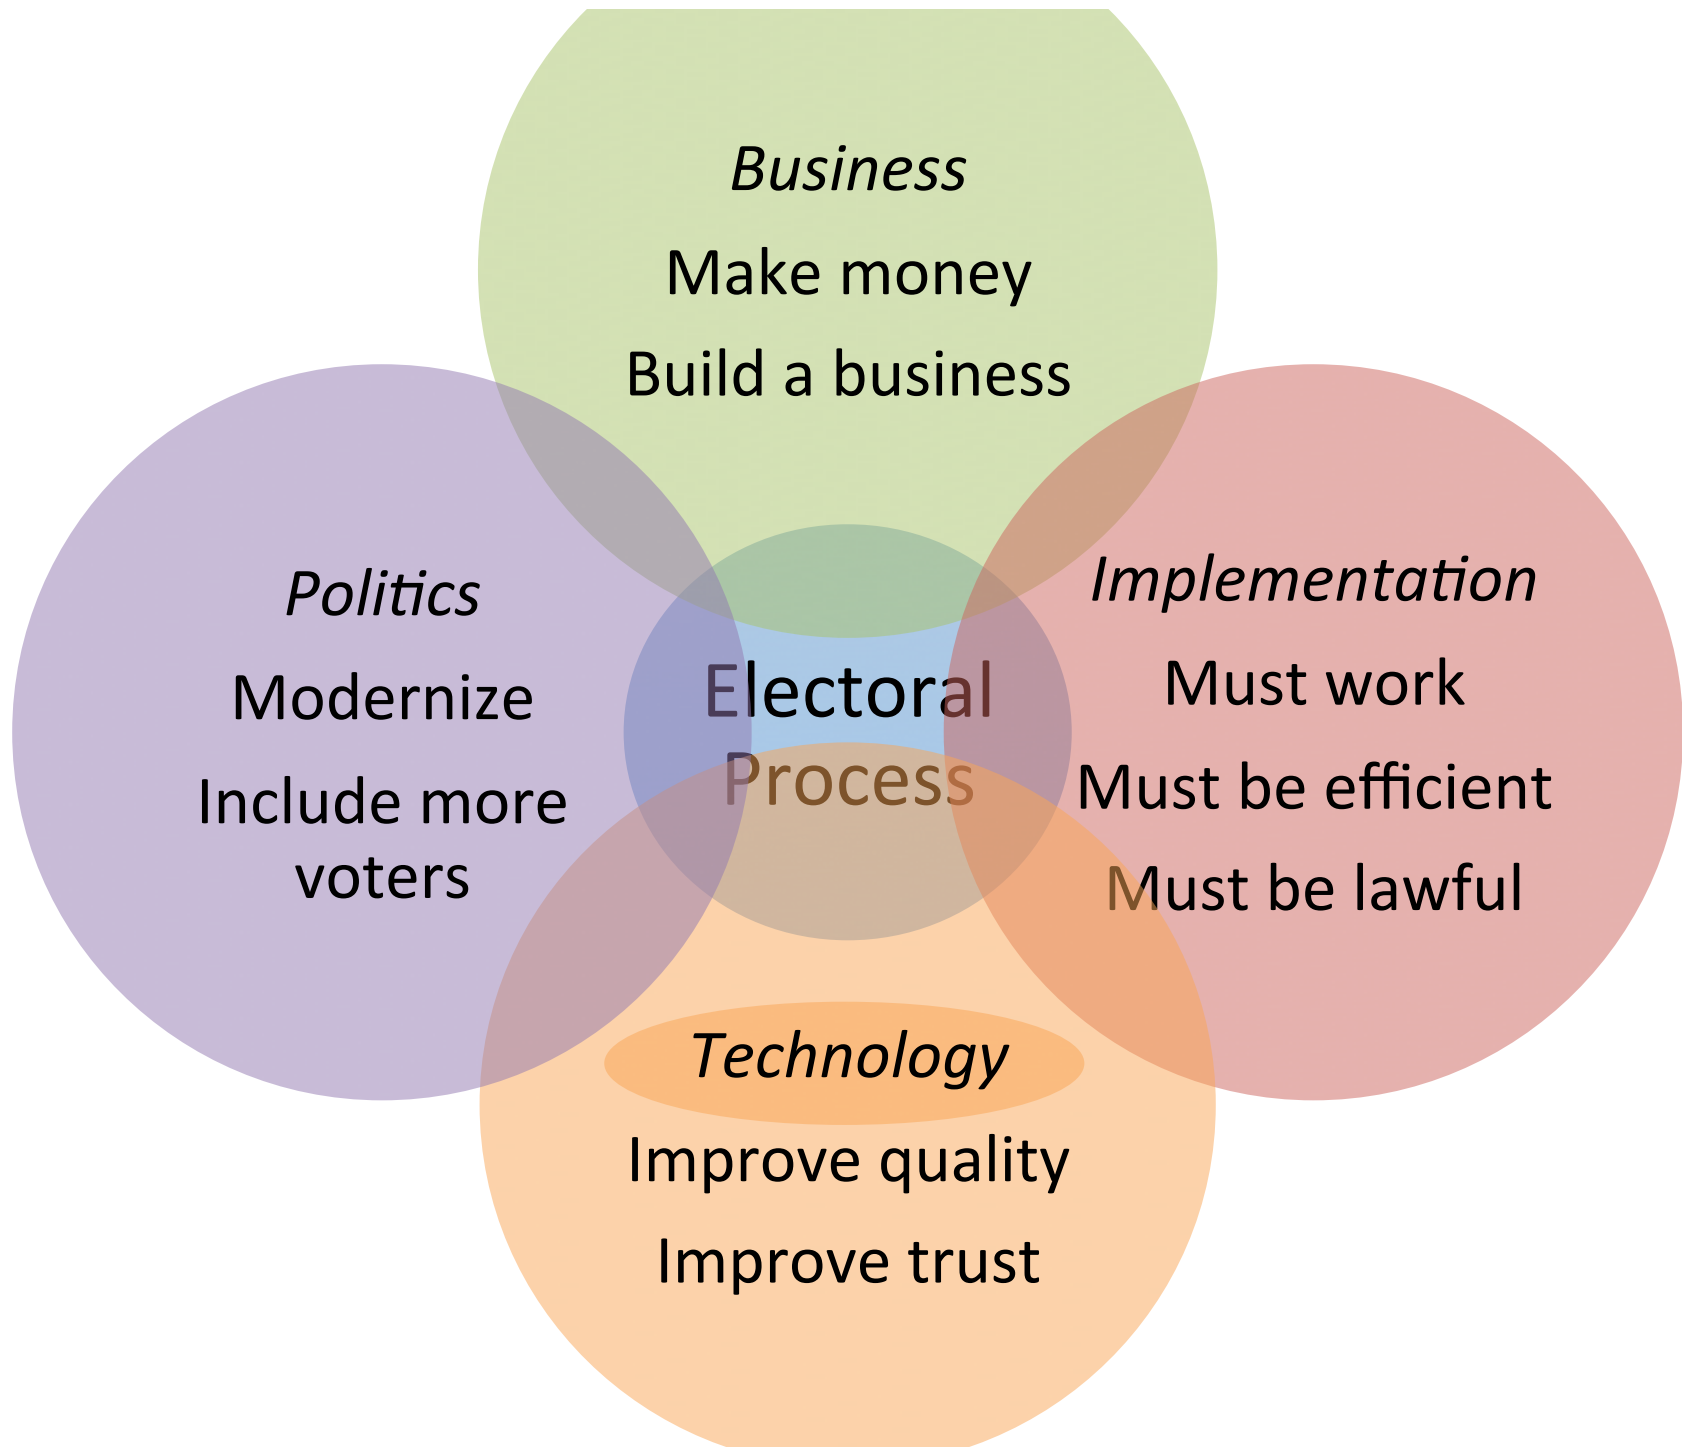 Business
Make money
Build a business
Politics
Modernize
Include more
voters
Electoral
Process
Implementation
Must work
Must be efficient
Must be lawful
Technology
Improve quality
Improve trust